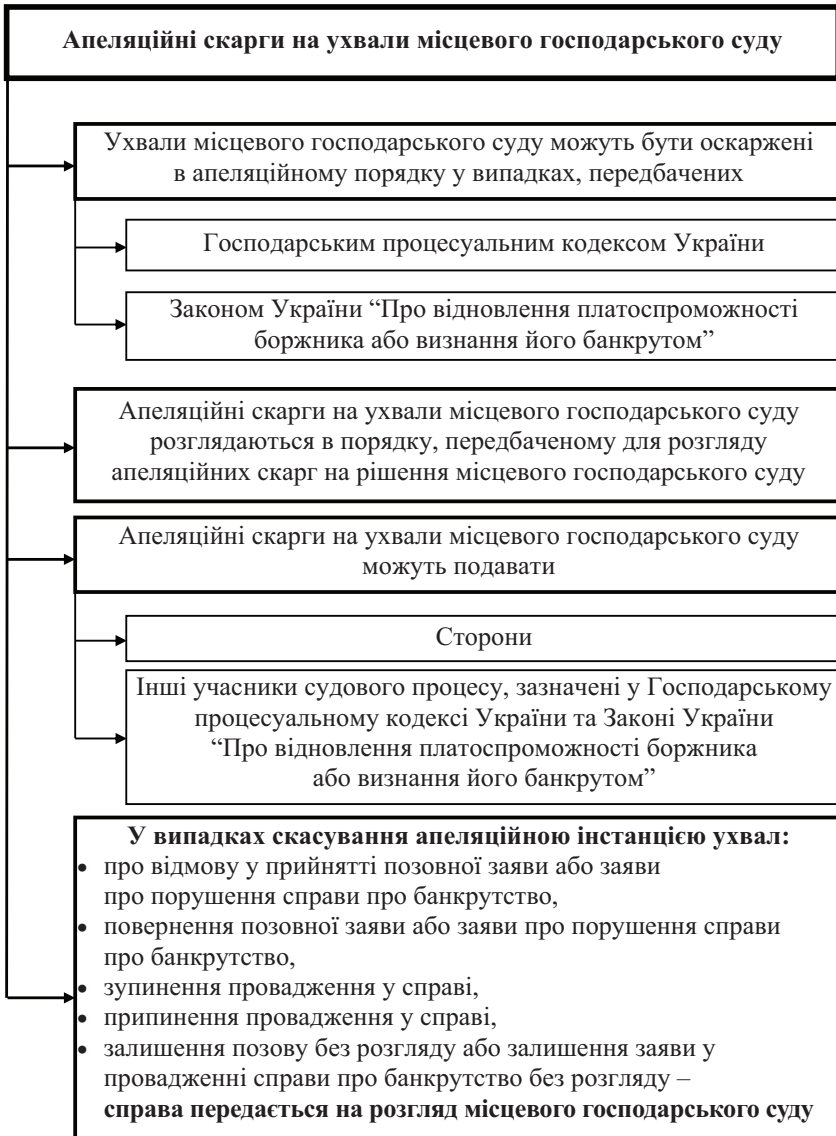 Апеляційні скарги на ухвали місцевого господарського суду
Ухвали місцевого господарського суду можуть бути оскаржені
в апеляційному порядку у випадках, передбачених
Господарським процесуальним кодексом України
Законом України “Про відновлення платоспроможності
боржника або визнання його банкрутом”
Апеляційні скарги на ухвали місцевого господарського суду
розглядаються в порядку, передбаченому для розгляду
апеляційних скарг на рішення місцевого господарського суду
Апеляційні скарги на ухвали місцевого господарського суду
можуть подавати
Сторони
Інші учасники судового процесу, зазначені у Господарському
процесуальному кодексі України та Законі України
“Про відновлення платоспроможності боржника
або визнання його банкрутом”
У випадках скасування апеляційною інстанцією ухвал:
• про відмову у прийнятті позовної заяви або заяви
про порушення справи про банкрутство,
• повернення позовної заяви або заяви про порушення справи
про банкрутство,
• зупинення провадження у справі,
• припинення провадження у справі,
• залишення позову без розгляду або залишення заяви у
провадженні справи про банкрутство без розгляду –
справа передається на розгляд місцевого господарського суду